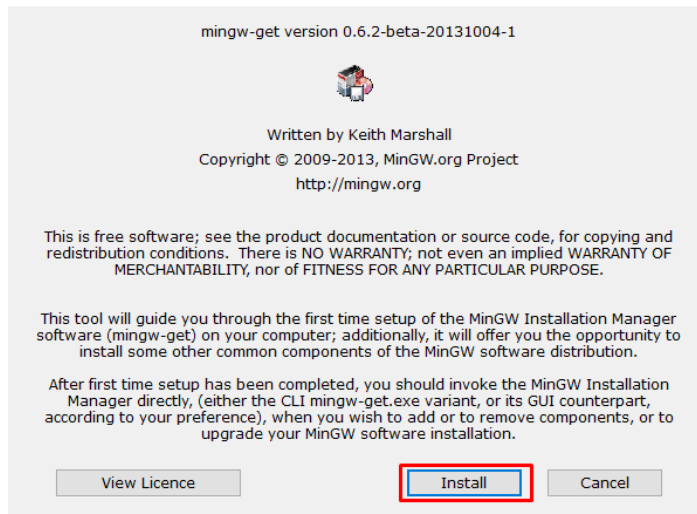 mingw-get version 0.6.2-beta-20131004-1
Written by Keith Marshall
Copyright © 2009-2013, MinGW.org Project
http://mingw.org
This is free software; see the product documentation or source code, for copying and
redistribution conditions.  There is NO WARRANTY; not even an implied WARRANTY OF
MERCHANTABILITY, nor of FITNESS FOR ANY PARTICULAR PURPOSE.
This tool will guide you through the first time setup of the MinGW Installation Manager
software (mingw-get) on your computer; additionally, it will offer you the opportunity to
install some other common components of the MinGW software distribution.
After first time setup has been completed, you should invoke the MinGW Installation
Manager directly, (either the CLI mingw-get.exe variant, or its GUI counterpart,
according to your preference), when you wish to add or to remove components, or to
upgrade your MinGW software installation.
View Licence
Install
Cancel